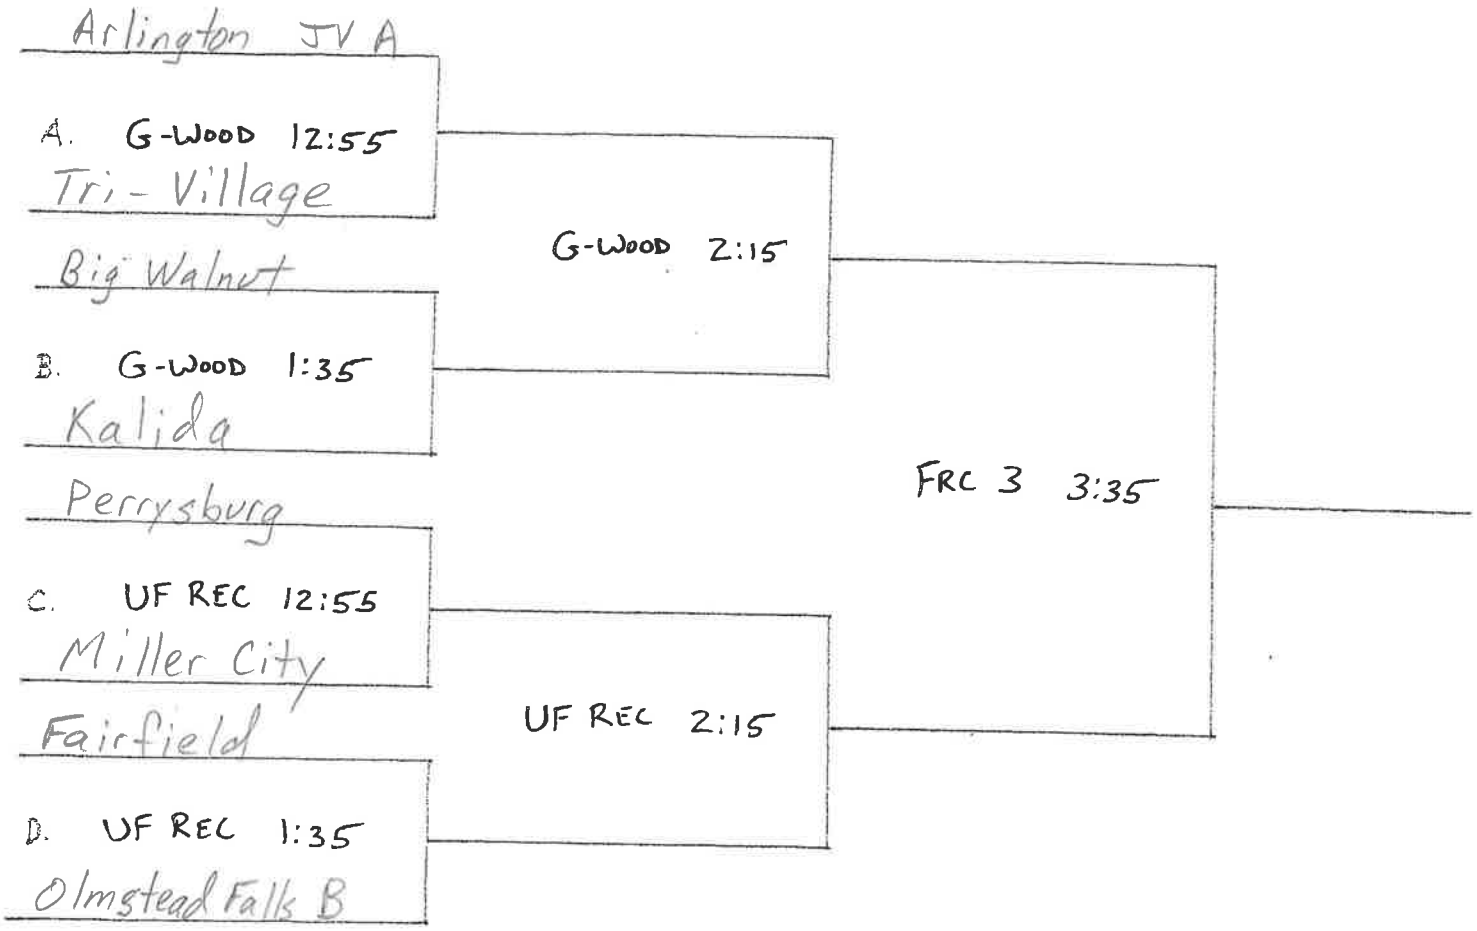 Arlington JV A
A. G-WOOD 12:55
Tri-Village
Big Walnut
G-WOOD 2:15
B. G-WOOD 1:35
Kalida
Perrysburg
FRC 3 3:35
C. UF REC 12:55
Miller City
Fairfield
UF REC 2:15
D. UF REC 1:35
Olmstead Falls B